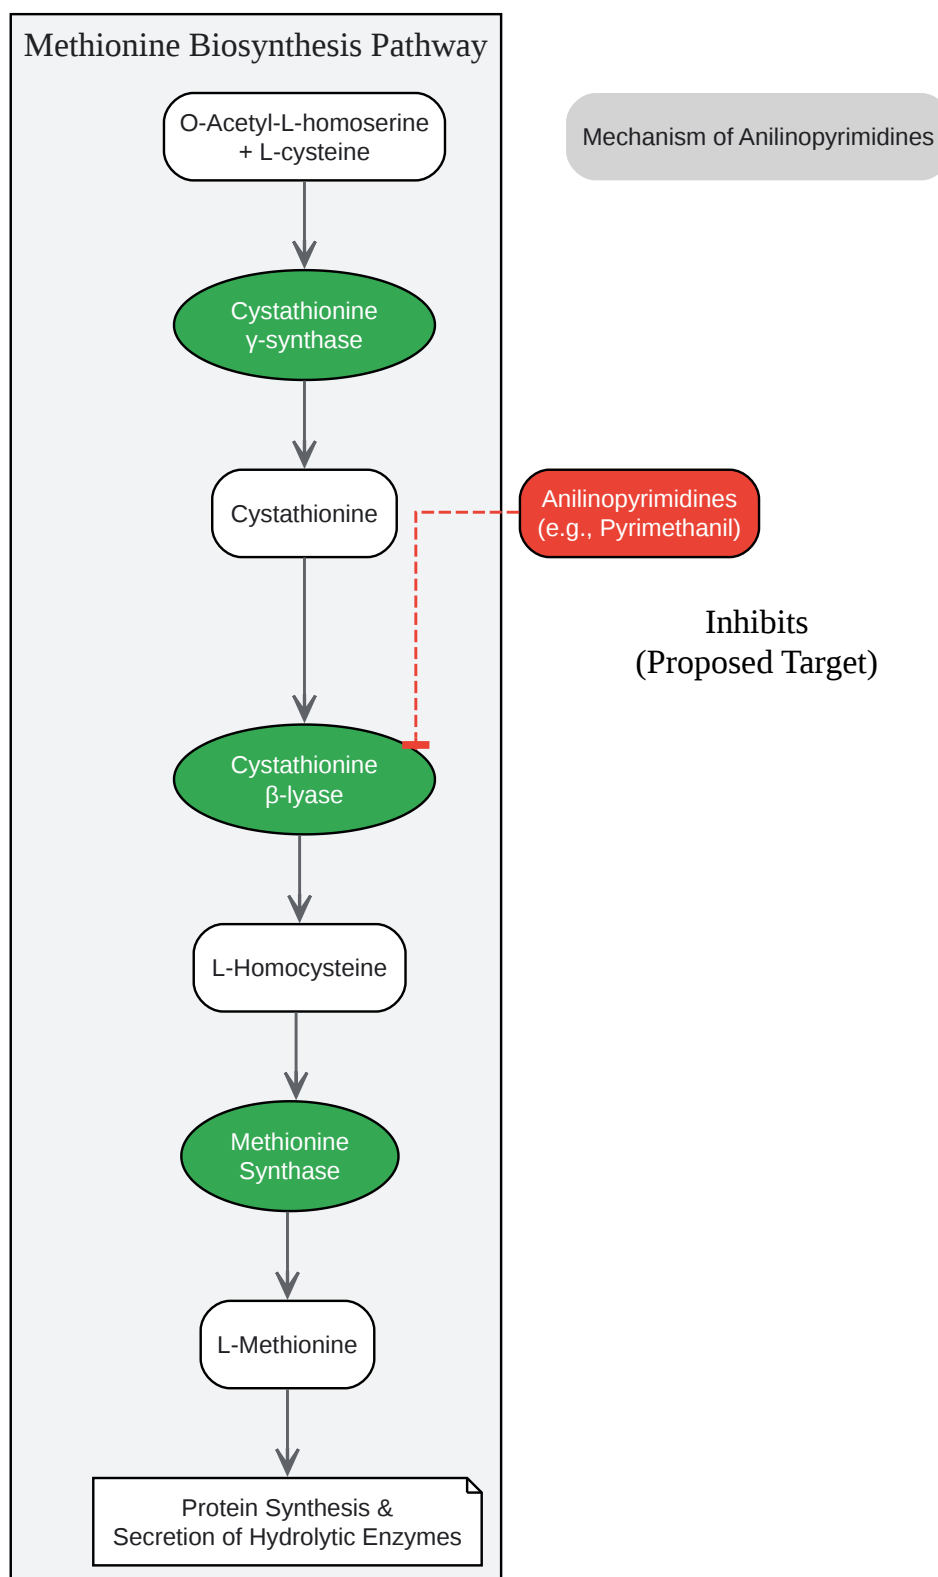 Methionine Biosynthesis Pathway
O-Acetyl-L-homoserine
+ L-cysteine
Mechanism of Anilinopyrimidines
Cystathionine
γ-synthase
Cystathionine
Anilinopyrimidines
(e.g., Pyrimethanil)
Inhibits
(Proposed Target)
Cystathionine
β-lyase
L-Homocysteine
Methionine
Synthase
L-Methionine
Protein Synthesis &
Secretion of Hydrolytic Enzymes